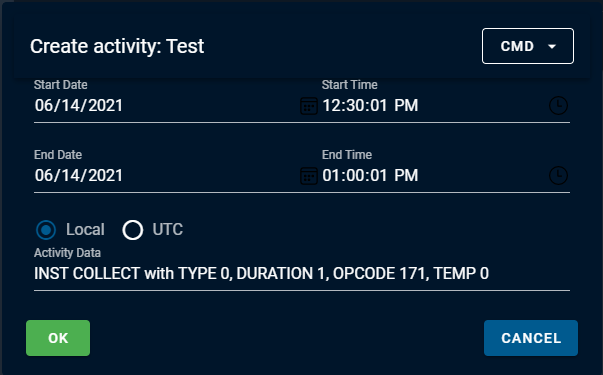 Create activity: Test
CMD
Start Date
Start Time
06/14/2021
12:30:01 PM
End Date
End Time
06/14/2021
01:00:01 PM
Local
UTC
Activity Data
INST COLLECT with TYPE 0, DURATION 1, OPCODE 171, TEMP 0
OK
CANCEL